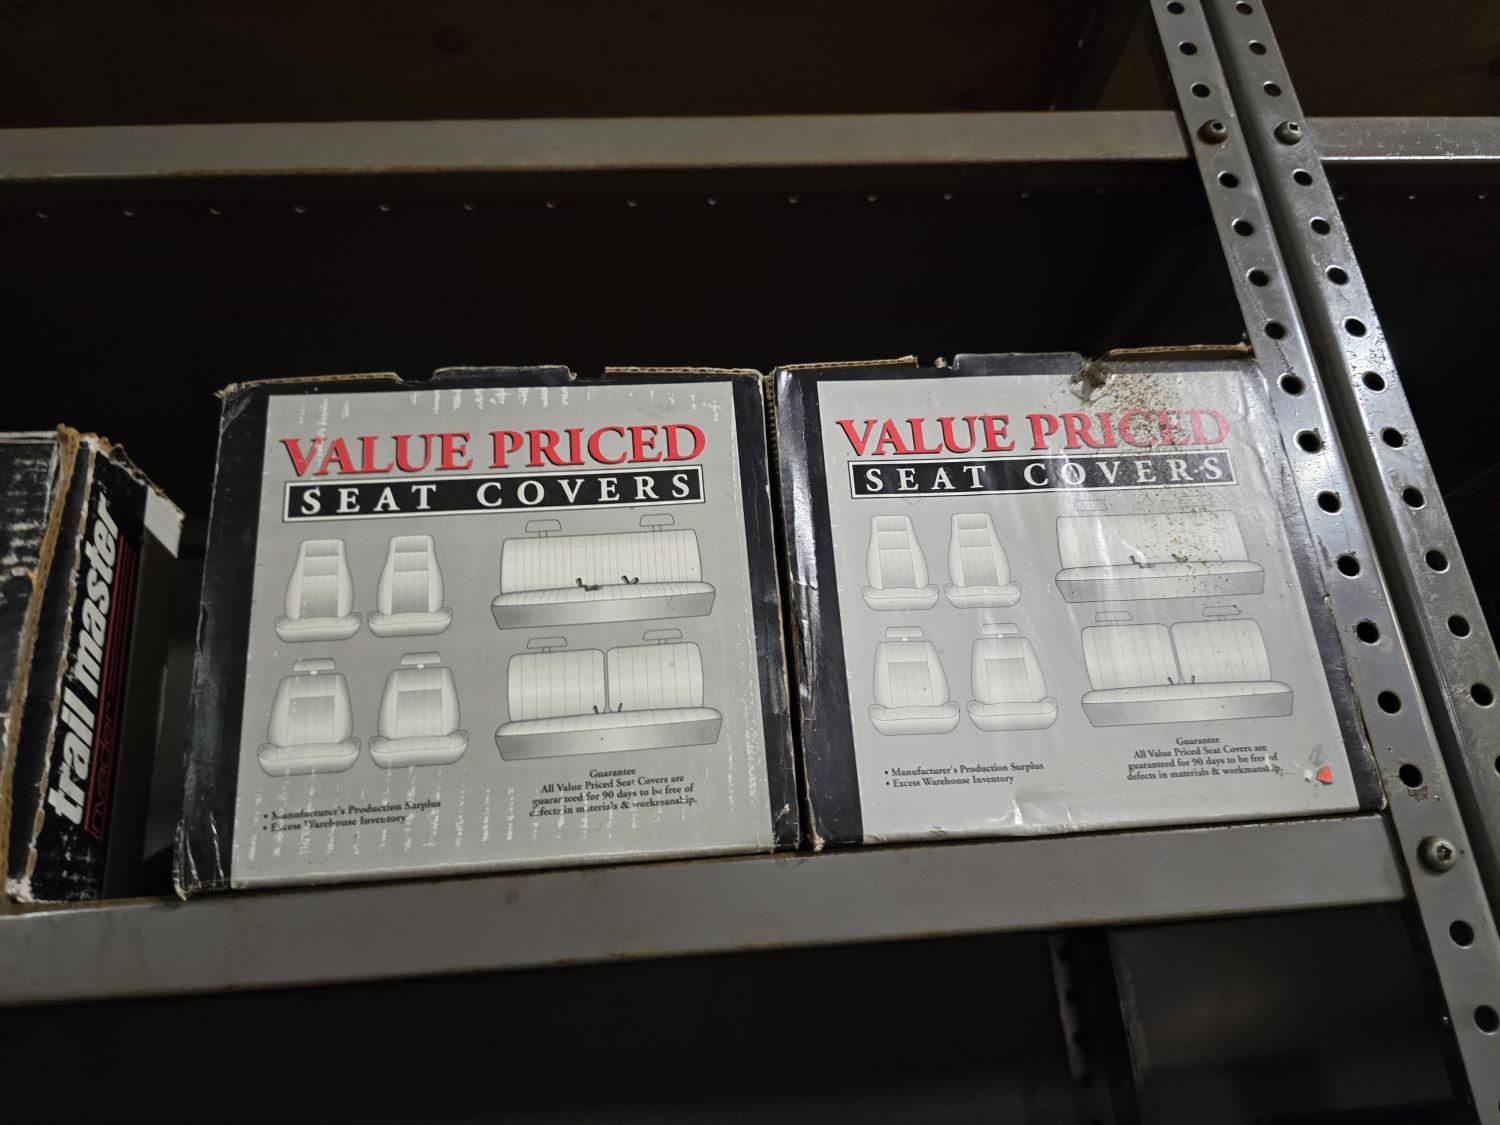 trail master
invader
VALUE PRICED
SEAT COVERS
• Manufacturer's Production Surplus
• Excess Warehouse Inventory
Guarantee
All Value Priced Seat Covers are
guaranteed for 90 days to be free of
defects in materials & workmanship.
VALUE PRICED
SEAT COVERS
• Manufacturer's Production Surplus
• Excess Warehouse Inventory
Guarantee
All Value Priced Seat Covers are
guaranteed for 90 days to be free of
defects in materials & workmanship.